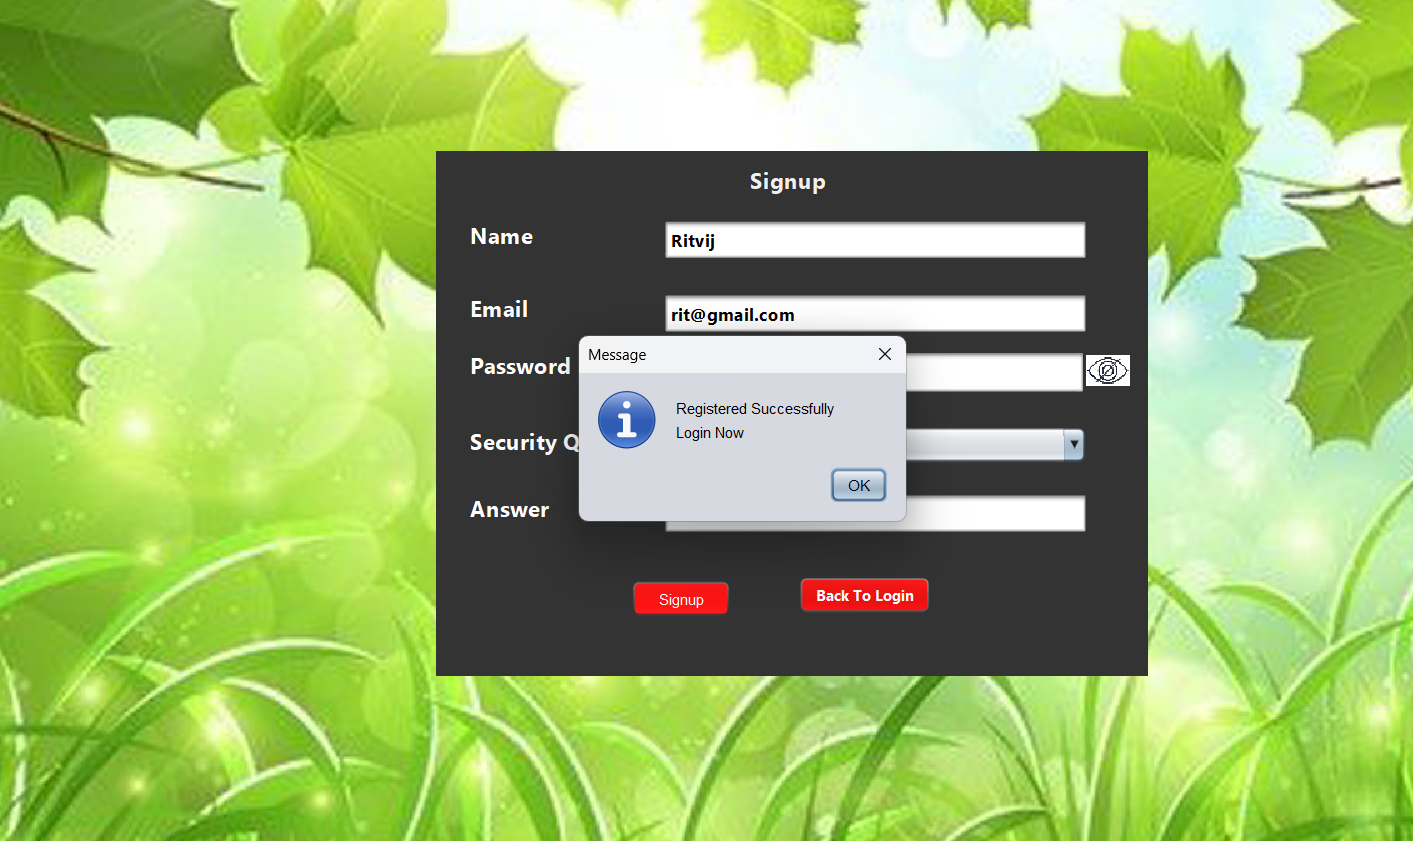 Signup
Name
Ritvij
Email
rit@gmail.com
Password
Message
Registered Successfully
Login Now
OK
Security
Answer
Signup
Back To Login